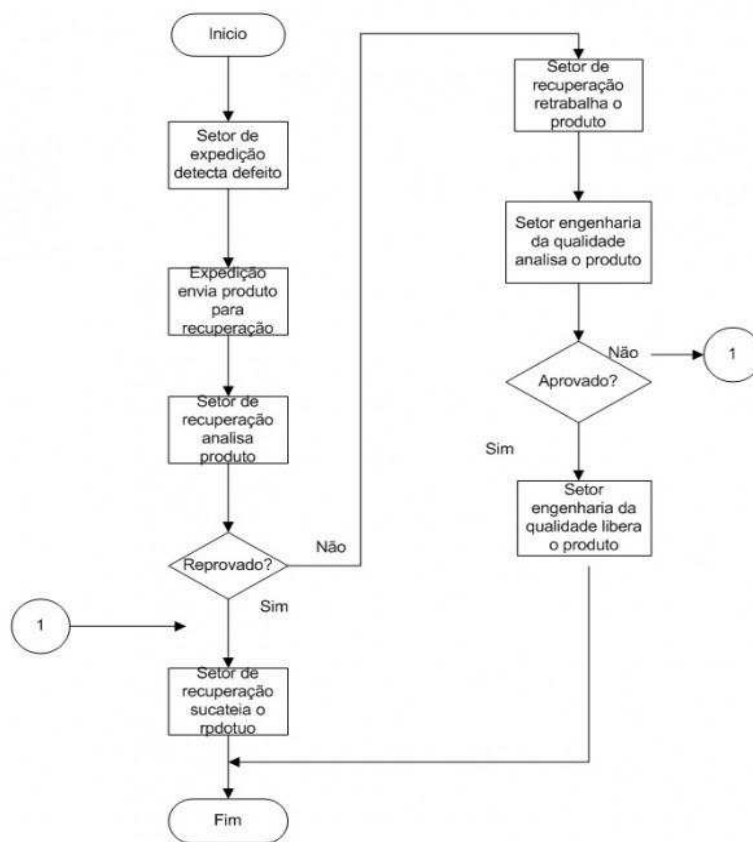 Inicio
Setor de
expedição
detecta defeito
Expedição
envia produto
para
recuperação
Setor de
recuperação
analisa
produto
Reprovado?
Não
Sim
1
Setor de
recuperação
sucateia o
rpdotuo
Fim
Setor de
recuperação
retrabalha o
produto
Setor engenharia
da qualidade
analisa o produto
Aprovado?
Não
1
Sim
Setor
engenharia da
qualidade libera
o produto